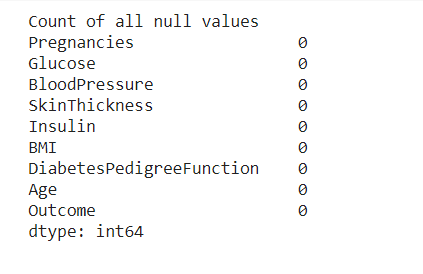 Count of all null values
Pregnancies 0
Glucose 0
BloodPressure 0
SkinThickness 0
Insulin 0
BMI 0
DiabetesPedigreeFunction 0
Age 0
Outcome 0
dtype: int64